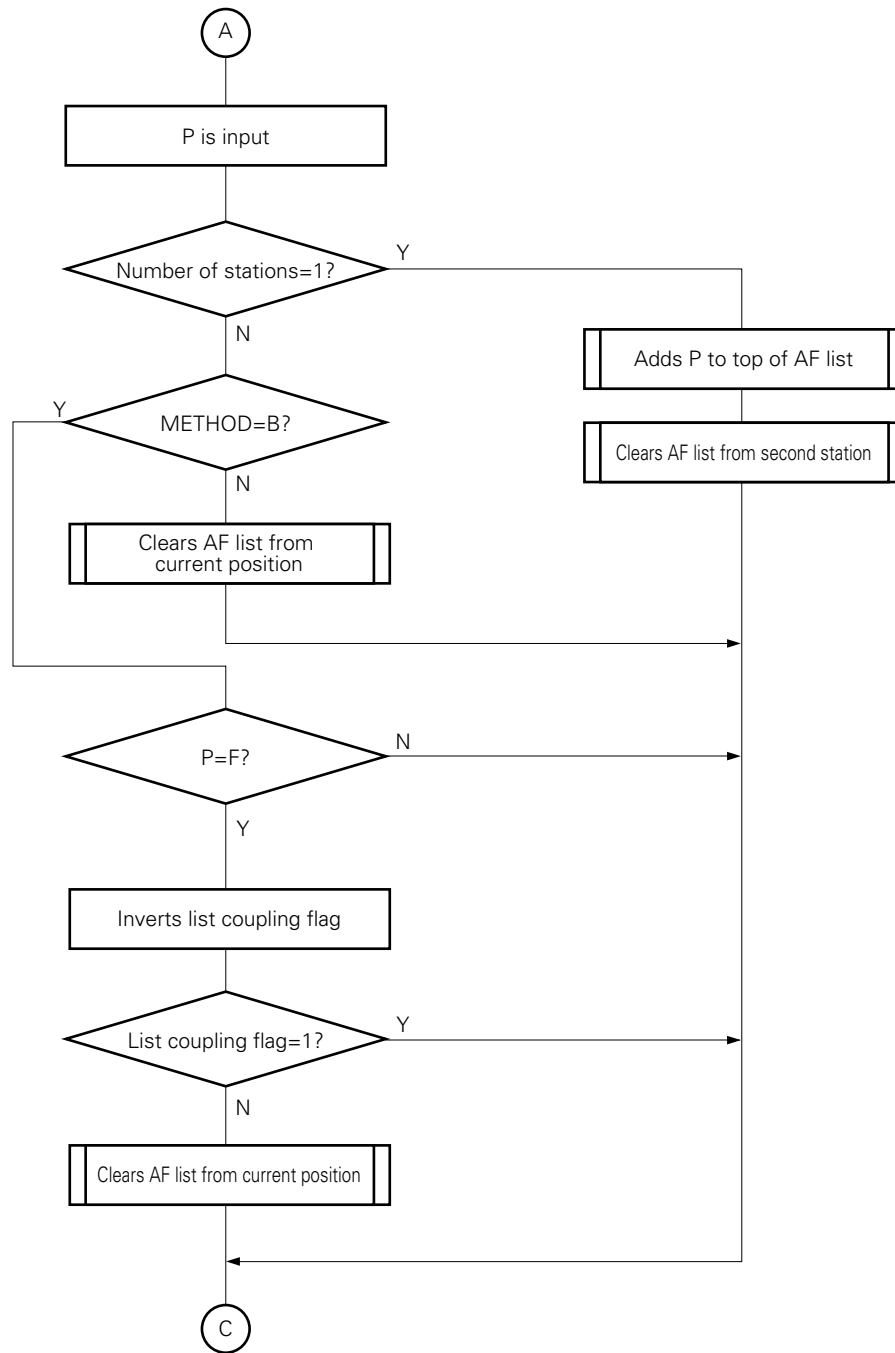 A
P is input
Number of stations=1?
Y
N
Adds P to top of AF list
Y
METHOD=B?
Clears AF list from second station
N
Clears AF list from
current position
P=F?
N
Y
Inverts list coupling flag
List coupling flag=1?
Y
N
Clears AF list from current position
C